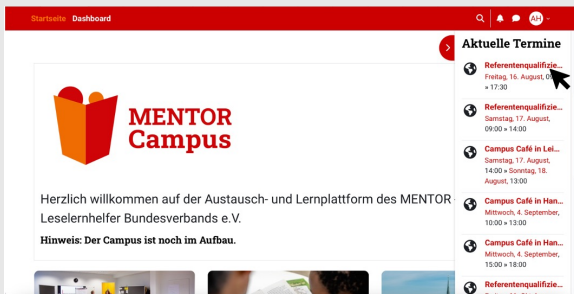 Startseite Dashboard
AH
Aktuelle Termine
MENTOR
Campus
Herzlich willkommen auf der Austausch- und Lernplattform des MENTOR
Leselernhelfer Bundesverbands e.V.
Hinweis: Der Campus ist noch im Aufbau.
Referentenqualifizie...
Freitag, 16. August,
» 17:30
Referentenqualifizie...
Samstag, 17. August,
09:00 » 14:00
Campus Café in Lei...
Samstag, 17. August,
14:00 » Sonntag, 18.
August, 13:00
Campus Café in Han...
Mittwoch, 4. September,
10:00 » 13:00
Campus Café in Han...
Mittwoch, 4. September,
15:00 » 18:00
Referentenqualifizie...